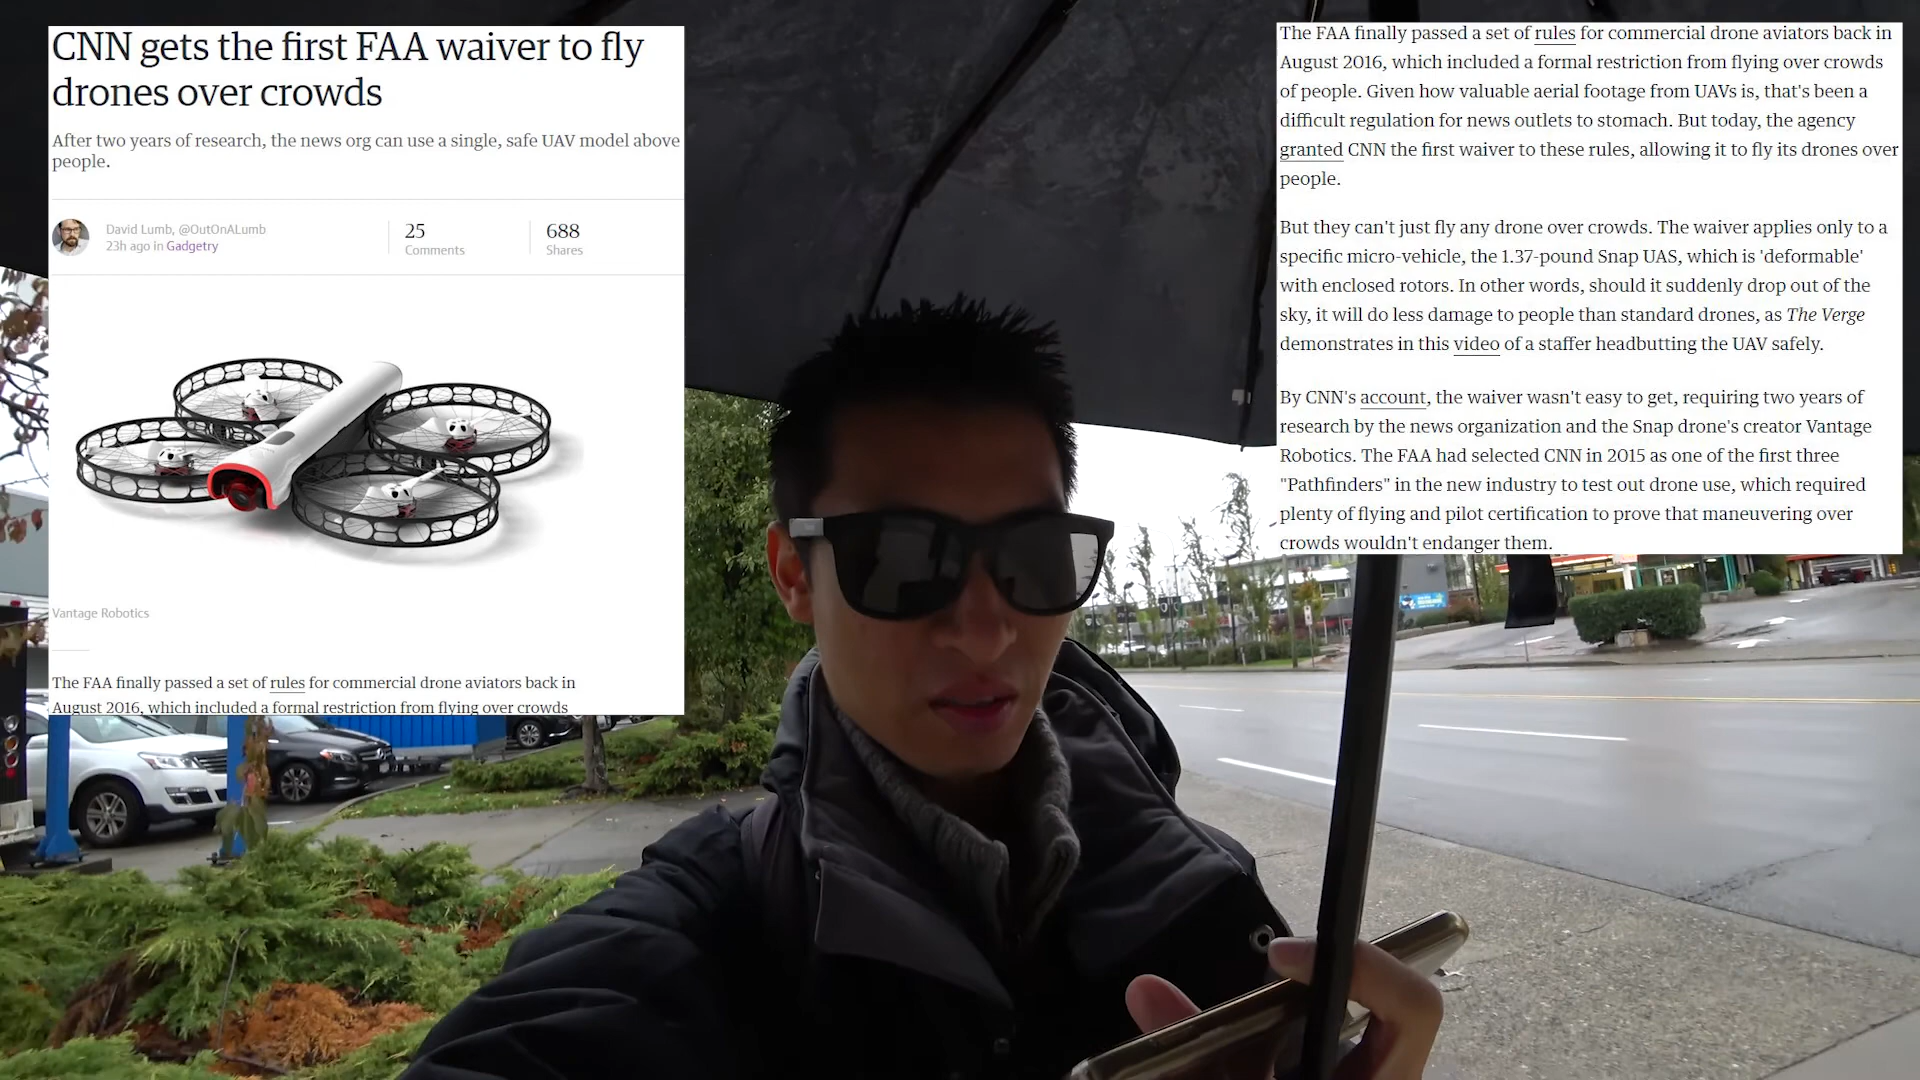 CNN gets the first FAA waiver to fly
drones over crowds
After two years of research, the news org can use a single, safe UAV model above
people.
David Lumb, @OutOnALumb
23h ago in Gadgetry
25
Comments
688
Shares
Vantage Robotics
The FAA finally passed a set of rules for commercial drone aviators back in
August 2016, which included a formal restriction from flying over crowds
The FAA finally passed a set of rules for commercial drone aviators back in
August 2016, which included a formal restriction from flying over crowds
of people. Given how valuable aerial footage from UAVs is, that's been a
difficult regulation for news outlets to stomach. But today, the agency
granted CNN the first waiver to these rules, allowing it to fly its drones over
people.
But they can't just fly any drone over crowds. The waiver applies only to a
specific micro-vehicle, the 1.37-pound Snap UAS, which is 'deformable'
with enclosed rotors. In other words, should it suddenly drop out of the
sky, it will do less damage to people than standard drones, as The Verge
demonstrates in this video of a staffer headbutting the UAV safely.
By CNN's account, the waiver wasn't easy to get, requiring two years of
research by the news organization and the Snap drone's creator Vantage
Robotics. The FAA had selected CNN in 2015 as one of the first three
"Pathfinders" in the new industry to test out drone use, which required
plenty of flying and pilot certification to prove that maneuvering over
crowds wouldn't endanger them.